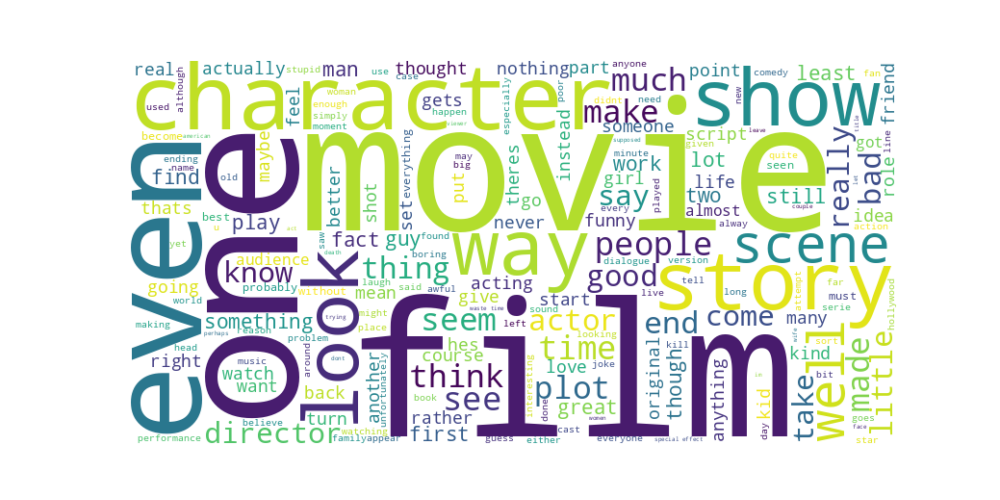 real
actually
man
thought
nothing
part
much
point
comedy
least
fan
friend
stupid
case
use
anyone
used
although
woman
enough
simply
moment
feel
character
gets
happen
especially
didnt
need
make
new
show
become
american
maybe
someone
script
given
leave
title
got
line
role
ending
name
find
old
even
one
movie
better
shot
set
everything
may
big
put
theres
go
instead
poor
supposed
minute
work
girl
say
every
played
lot
seen
life
two
almost
quite
still
really
bad
idea
action
thats
best
u
play
yet
saw
fact
guy
found
never
funny
alway
couple
audience
going
know
look
death
boring
thing
way
people
dialogue
version
scene
world
probably
without
laugh
said
awful
acting
good
tell
long
attempt
far
story
making
something
reason
problem
trying
mean
might
place
give
start
sound
live
must
serie
hollywood
perhaps
head
right
music
watch
want
around
dont
film
seem
left
actor
looking
end
come
many
wife
well
made
little
hes
course
time
originally
though
kill
kind
sort
back
another
unfortunately
think
see
love
interesting
joke
plot
anything
take
bit
book
great
done
kid
day
goes
face
believe
turn
director
rather
performance
watching
family
appear
first
guess
either
cast
everyone
woman
special effect
star